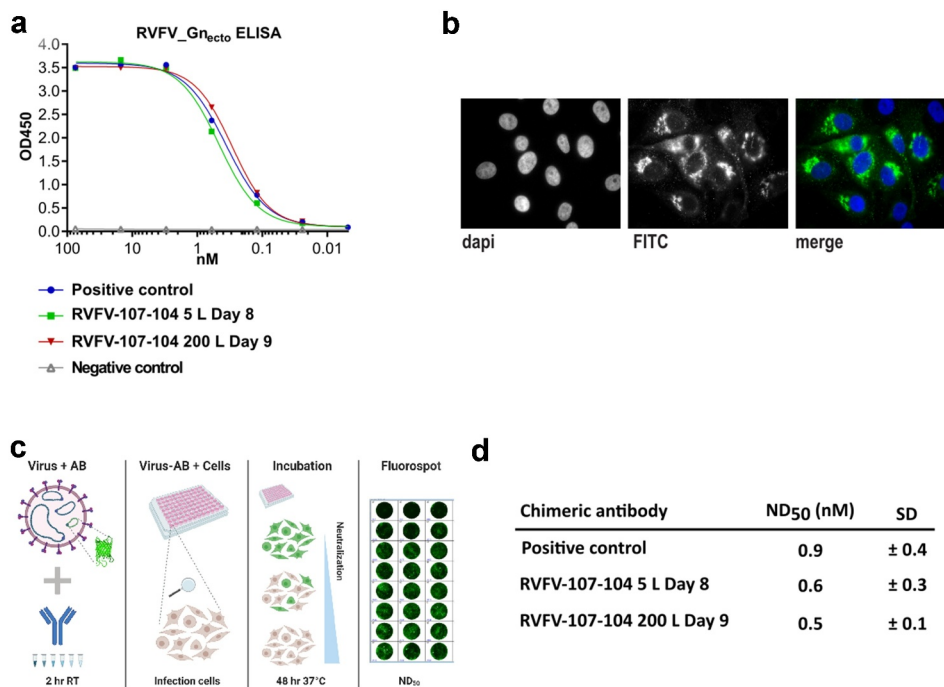 a
RVFV_Gnecto ELISA
4.0
3.5
3.0
2.5
2.0
1.5
1.0
0.5
0.0
OD450
100
10
1
0.1
0.01
nM
Positive control
RVFV-107-104 5 L Day 8
RVFV-107-104 200 L Day 9
Negative control
b
dapi
FITC
merge
c
Virus + AB
Virus-AB + Cells
Incubation
Fluorospot
Neutralization
2 hr RT
Infection cells
48 hr 37°C
ND50
d
Chimeric antibody ND50 (nM) SD
Positive control 0.9 ± 0.4
RVFV-107-104 5 L Day 8 0.6 ± 0.3
RVFV-107-104 200 L Day 9 0.5 ± 0.1